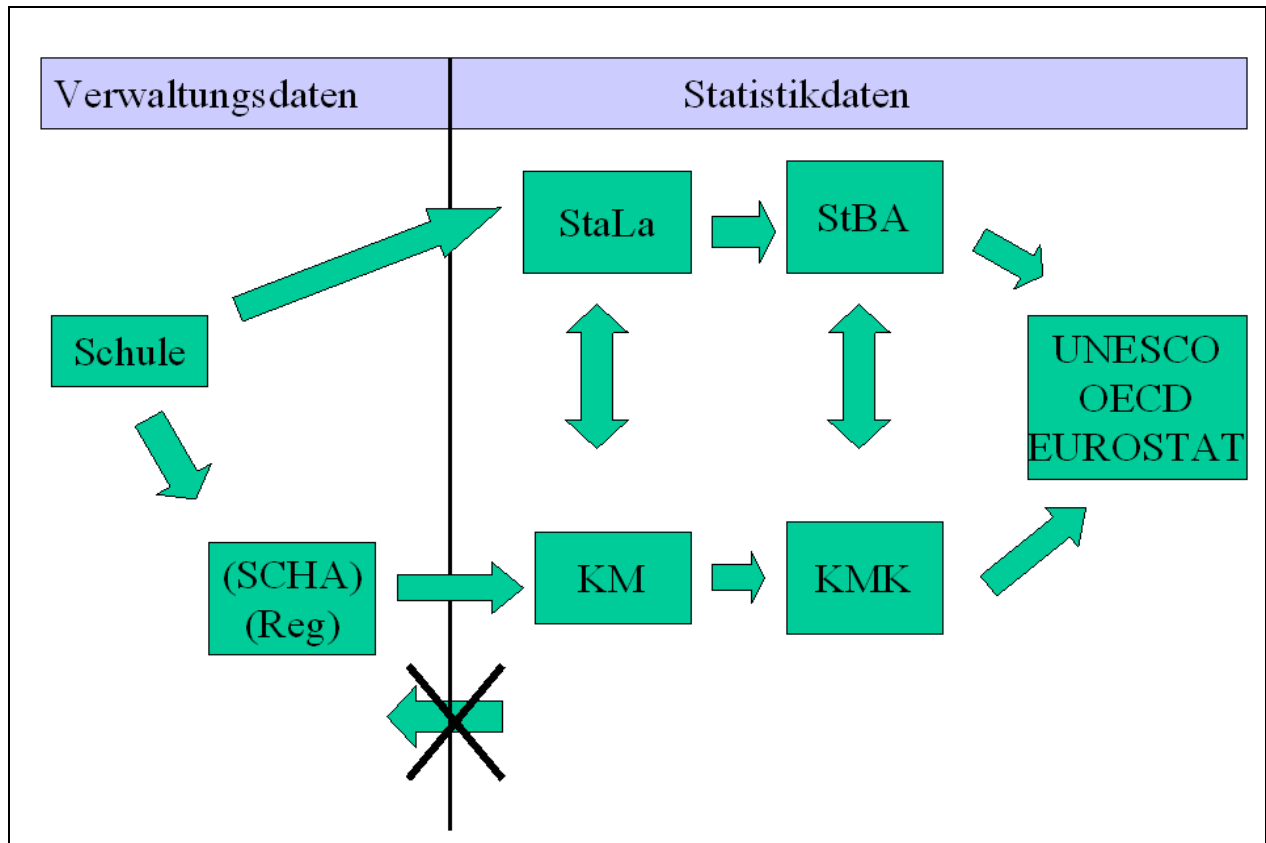 Verwaltungsdaten
Statistikdaten
StaLa
StBA
Schule
UNESCO
OECD
EUROSTAT
(SCHA)
(Reg)
KM
KMK